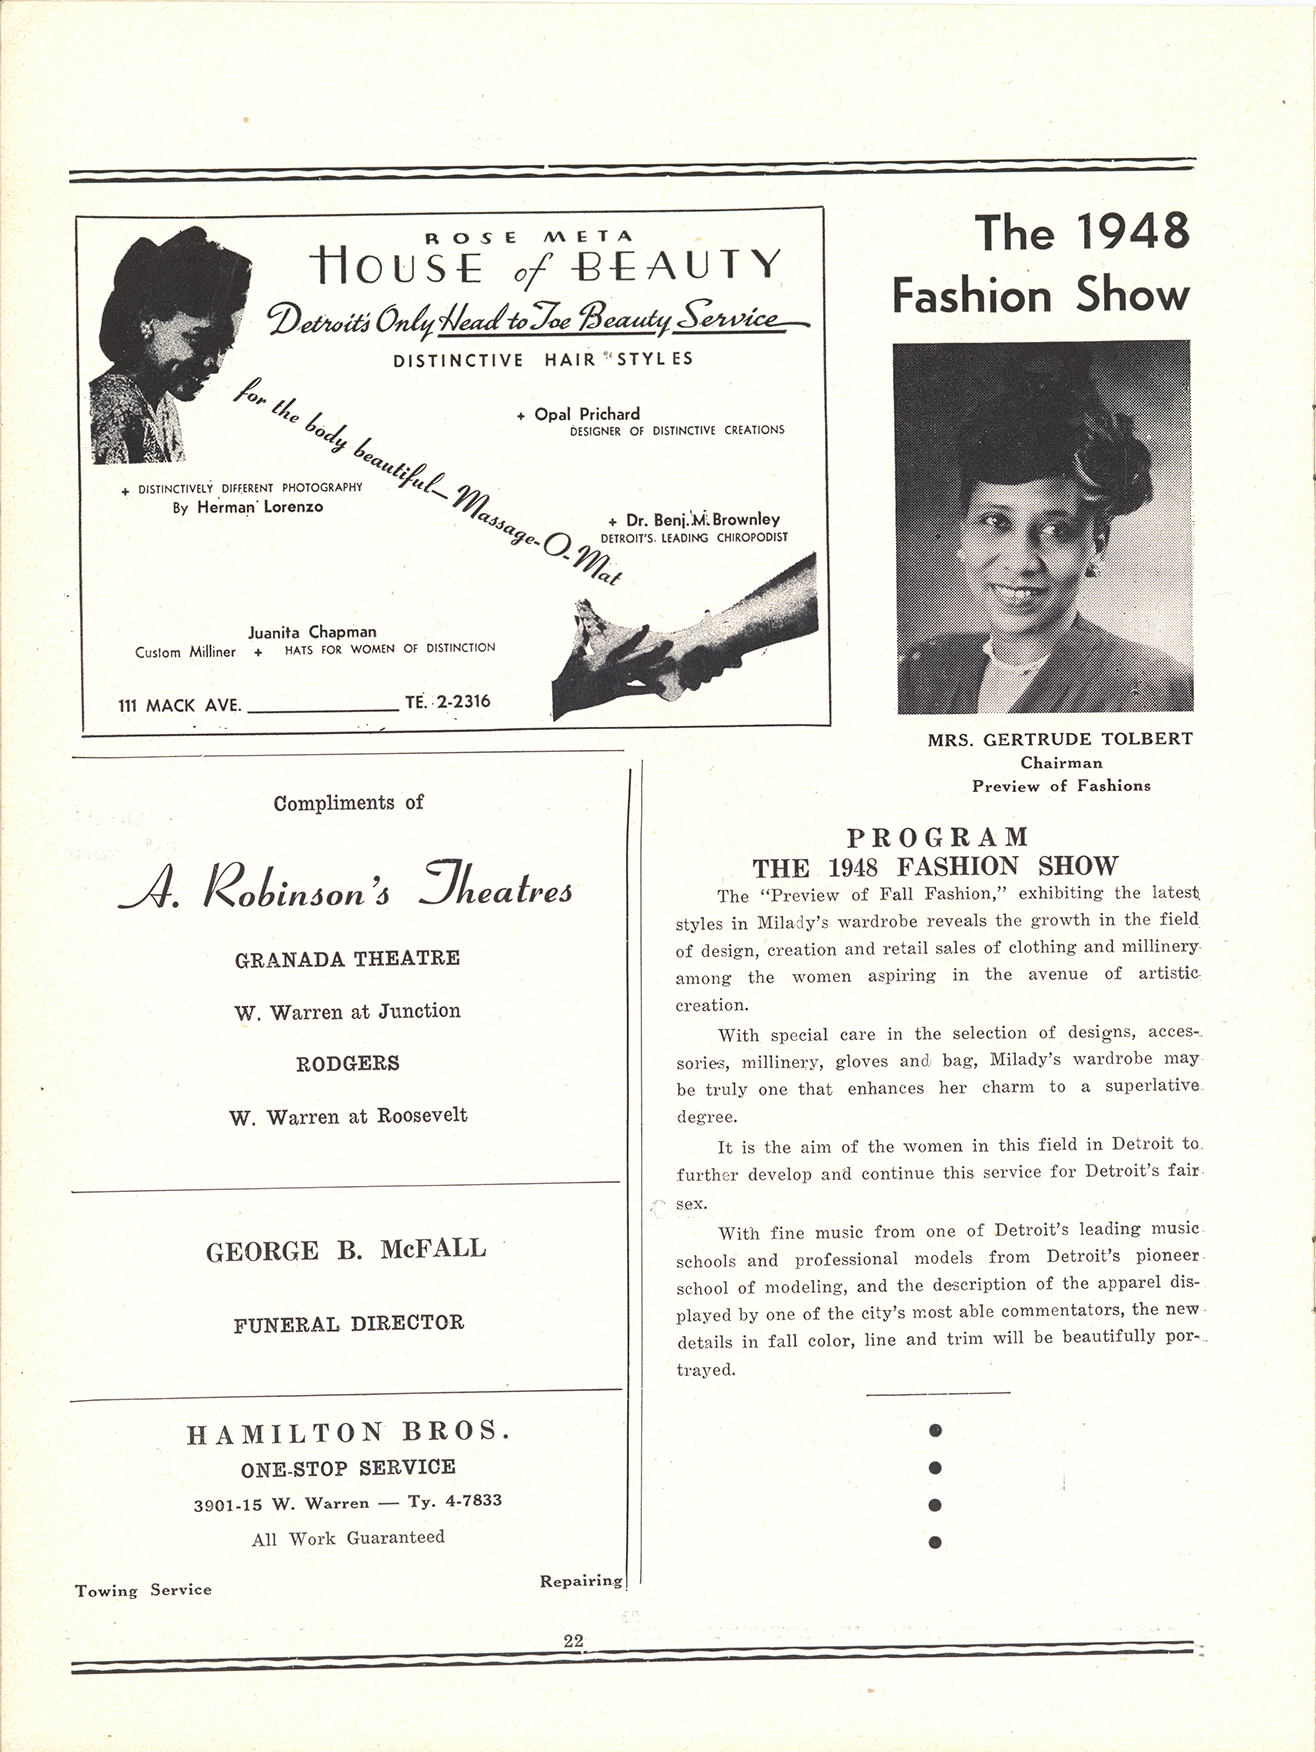 ROSE META
HOUSE of BEAUTY
Detroit's Only Head to Toe Beauty Service
DISTINCTIVE HAIR STYLES
for the body beautiful—Massage-O-Mat
+ Opal Prichard
DESIGNER OF DISTINCTIVE CREATIONS
+ DISTINCTIVELY DIFFERENT PHOTOGRAPHY
By Herman Lorenzo
+ Dr. Benj. M. Brownley
DETROIT'S LEADING CHIROPODIST
Juanita Chapman
Custom Milliner + HATS FOR WOMEN OF DISTINCTION
111 MACK AVE. ____________ TE. 2-2316
The 1948
Fashion Show
MRS. GERTRUDE TOLBERT
Chairman
Preview of Fashions
Compliments of
A. Robinson's Theatres
GRANADA THEATRE
W. Warren at Junction
RODGERS
W. Warren at Roosevelt
GEORGE B. McFALL
FUNERAL DIRECTOR
HAMILTON BROS.
ONE-STOP SERVICE
3901-15 W. Warren — Ty. 4-7833
All Work Guaranteed
Towing Service Repairing
PROGRAM
THE 1948 FASHION SHOW
The "Preview of Fall Fashion," exhibiting the latest
styles in Milady's wardrobe reveals the growth in the field
of design, creation and retail sales of clothing and millinery
among the women aspiring in the avenue of artistic
creation.
With special care in the selection of designs, acces-
sories, millinery, gloves and bag, Milady's wardrobe may
be truly one that enhances her charm to a superlative
degree.
It is the aim of the women in this field in Detroit to
further develop and continue this service for Detroit's fair
sex.
With fine music from one of Detroit's leading music
schools and professional models from Detroit's pioneer
school of modeling, and the description of the apparel dis-
played by one of the city's most able commentators, the new
details in fall color, line and trim will be beautifully por-
trayed.
22